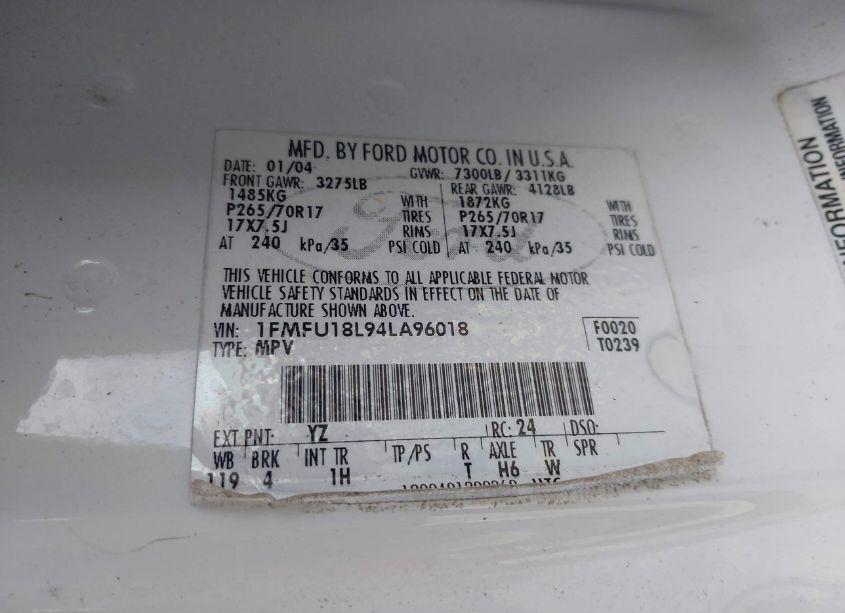 MFD. BY FORD MOTOR CO. IN U.S.A.
DATE: 01/04 GVWR: 7300LB/ 3311KG
FRONT GAWR: 3275LB REAR GAWR: 4128LB
1485KG WITH 1872KG WITH
P265/70R17 TIRES P265/70R17 TIRES
17X7.5J RIMS 17X7.5J RIMS
AT 240 kPa/35 PSI COLD AT 240 kPa/35 PSI COLD
Ford
THIS VEHICLE CONFORMS TO ALL APPLICABLE FEDERAL MOTOR
VEHICLE SAFETY STANDARDS IN EFFECT ON THE DATE OF
MANUFACTURE SHOWN ABOVE.
VIN: 1FMFU18L94LA96018 F0020
TYPE: MPV T0239
EXT PNT: YZ RC: 24 DSO:
WB BRK INT TR TP/PS R AXLE TR SPR
119 4 1H T H6 W
INFORMATION
INFORMATION